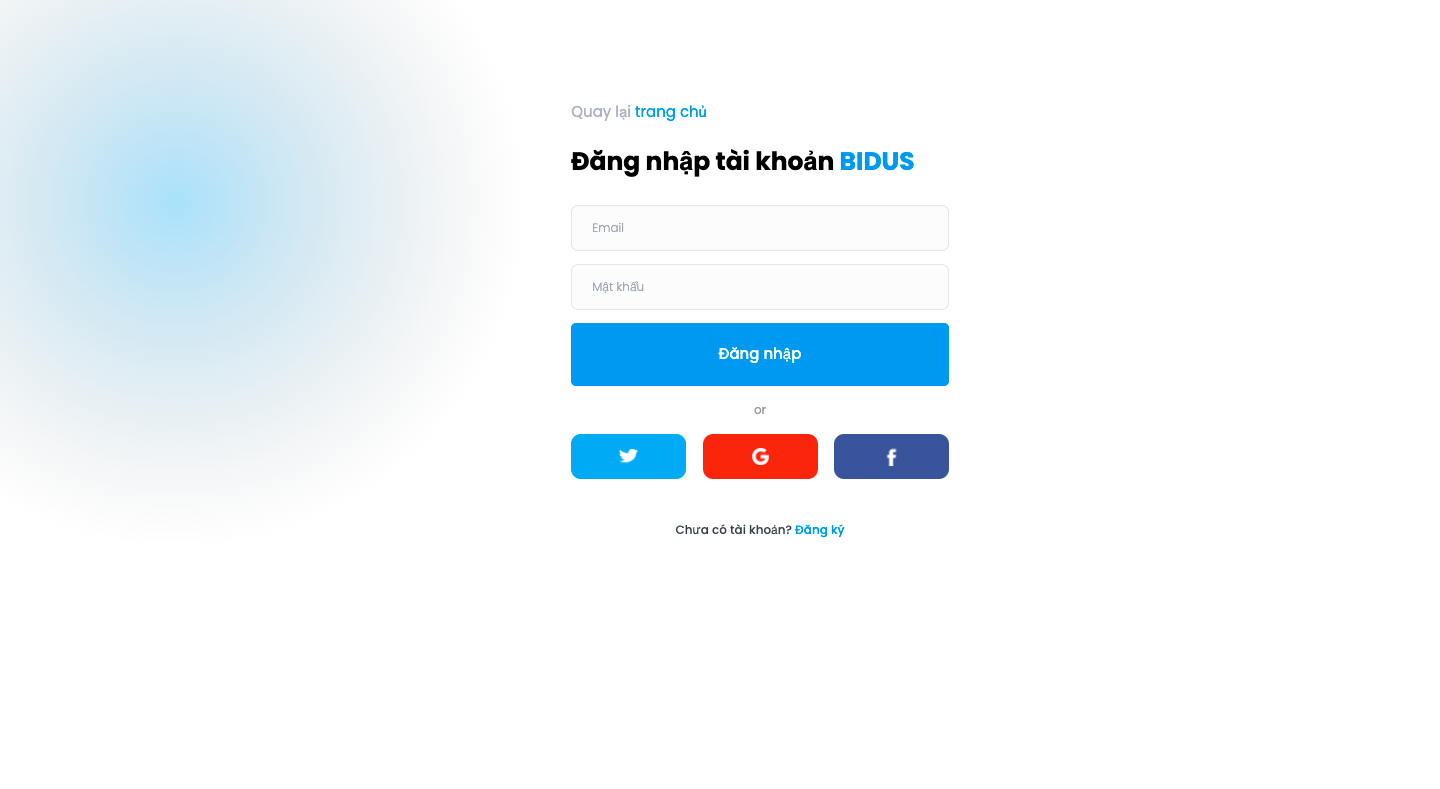 Quay lại trang chủ
Đăng nhập tài khoản BIDUS
Email
Mật khẩu
Đăng nhập
or
Chưa có tài khoản? Đăng ký